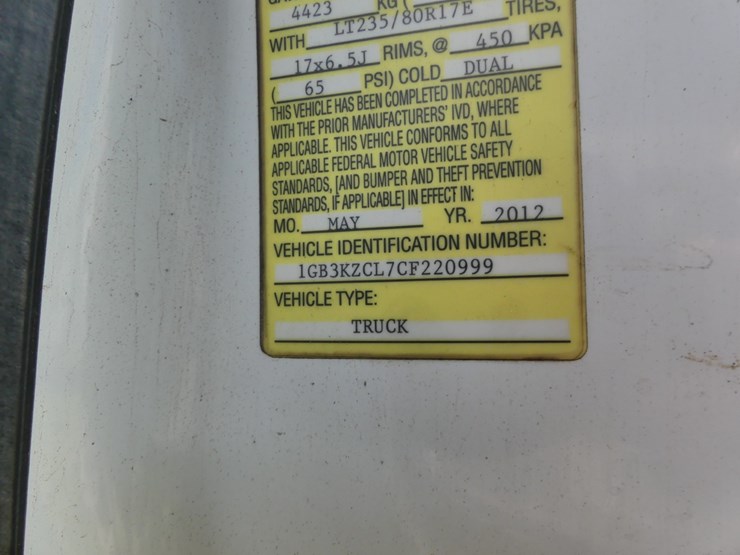 4423 KG (
WITH LT235/80R17E TIRES,
17x6.5J RIMS, @ 450 KPA
( 65 PSI) COLD DUAL
THIS VEHICLE HAS BEEN COMPLETED IN ACCORDANCE
WITH THE PRIOR MANUFACTURERS' IVD, WHERE
APPLICABLE. THIS VEHICLE CONFORMS TO ALL
APPLICABLE FEDERAL MOTOR VEHICLE SAFETY
STANDARDS, [AND BUMPER AND THEFT PREVENTION
STANDARDS, IF APPLICABLE] IN EFFECT IN:
MO. MAY YR. 2012
VEHICLE IDENTIFICATION NUMBER:
1GB3KZCL7CF220999
VEHICLE TYPE:
TRUCK